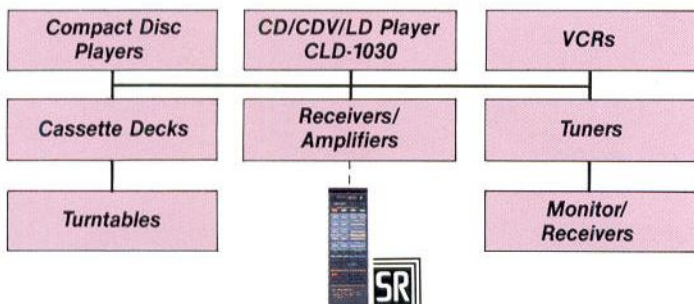 Compact Disc
Players
CD/CDV/LD Player
CLD-1030
VCRs
Cassette Decks
Receivers/
Amplifiers
Tuners
Turntables
Monitor/
Receivers
SR